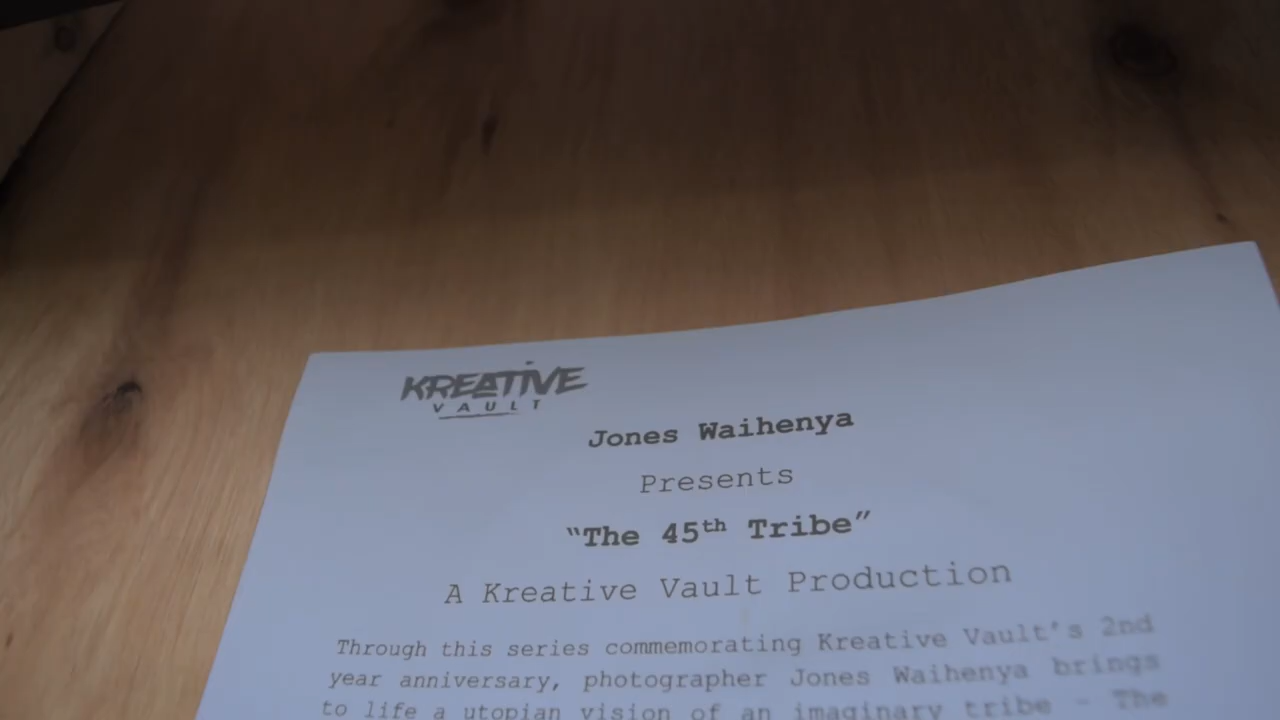 KREATIVE
VAULT
Jones Waihenya
Presents
“The 45th Tribe”
A Kreative Vault Production
Through this series commemorating Kreative Vault’s 2nd
year anniversary, photographer Jones Waihenya brings
to life a utopian vision of an imaginary tribe – The